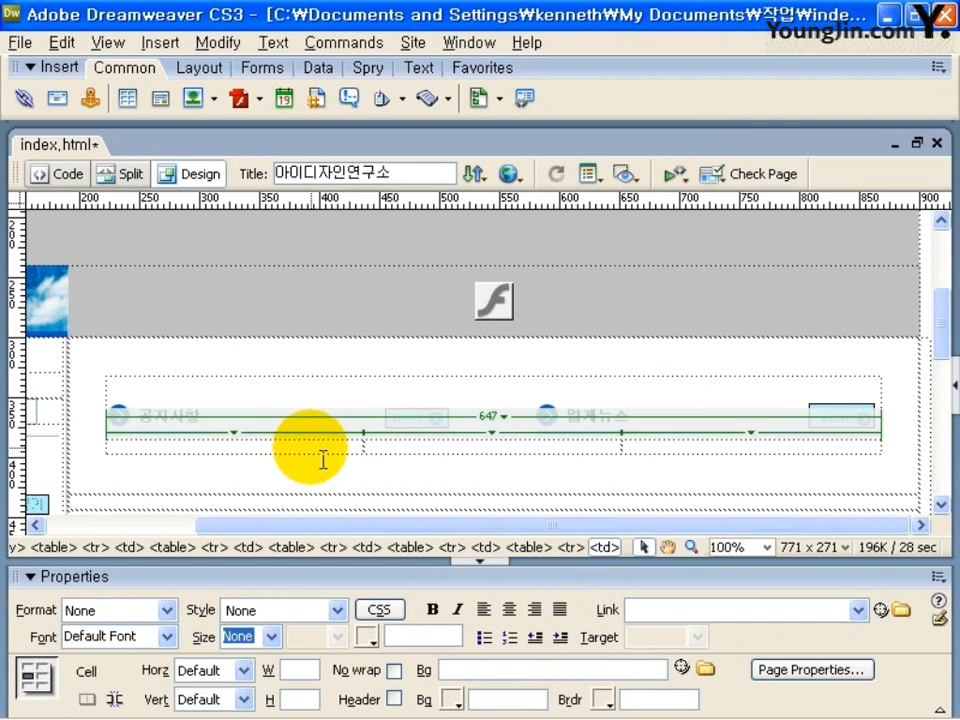 Adobe Dreamweaver CS3 - [C:₩Documents and Settings₩kenneth₩My Documents₩작업₩inde...
Younglin.com Y.
File Edit View Insert Modify Text Commands Site Window Help
Insert Common Layout Forms Data Spry Text Favorites
index.html*
Code Split Design Title: 아이디자인연구소 Check Page
200 250 300 350 400 450 500 550 600 650 700 750 800 850 900
공지사항 647 업계뉴스
y> <table> <tr> <td> <table> <tr> <td> <table> <tr> <td> <table> <tr> <td> <table> <tr> <td> 100% 771 x 271 196K / 28 sec
Properties
Format None Style None CSS B I Link
Font Default Font Size None Target
Cell Horz Default W No wrap Bg Page Properties...
Vert Default H Header Bg Brdr